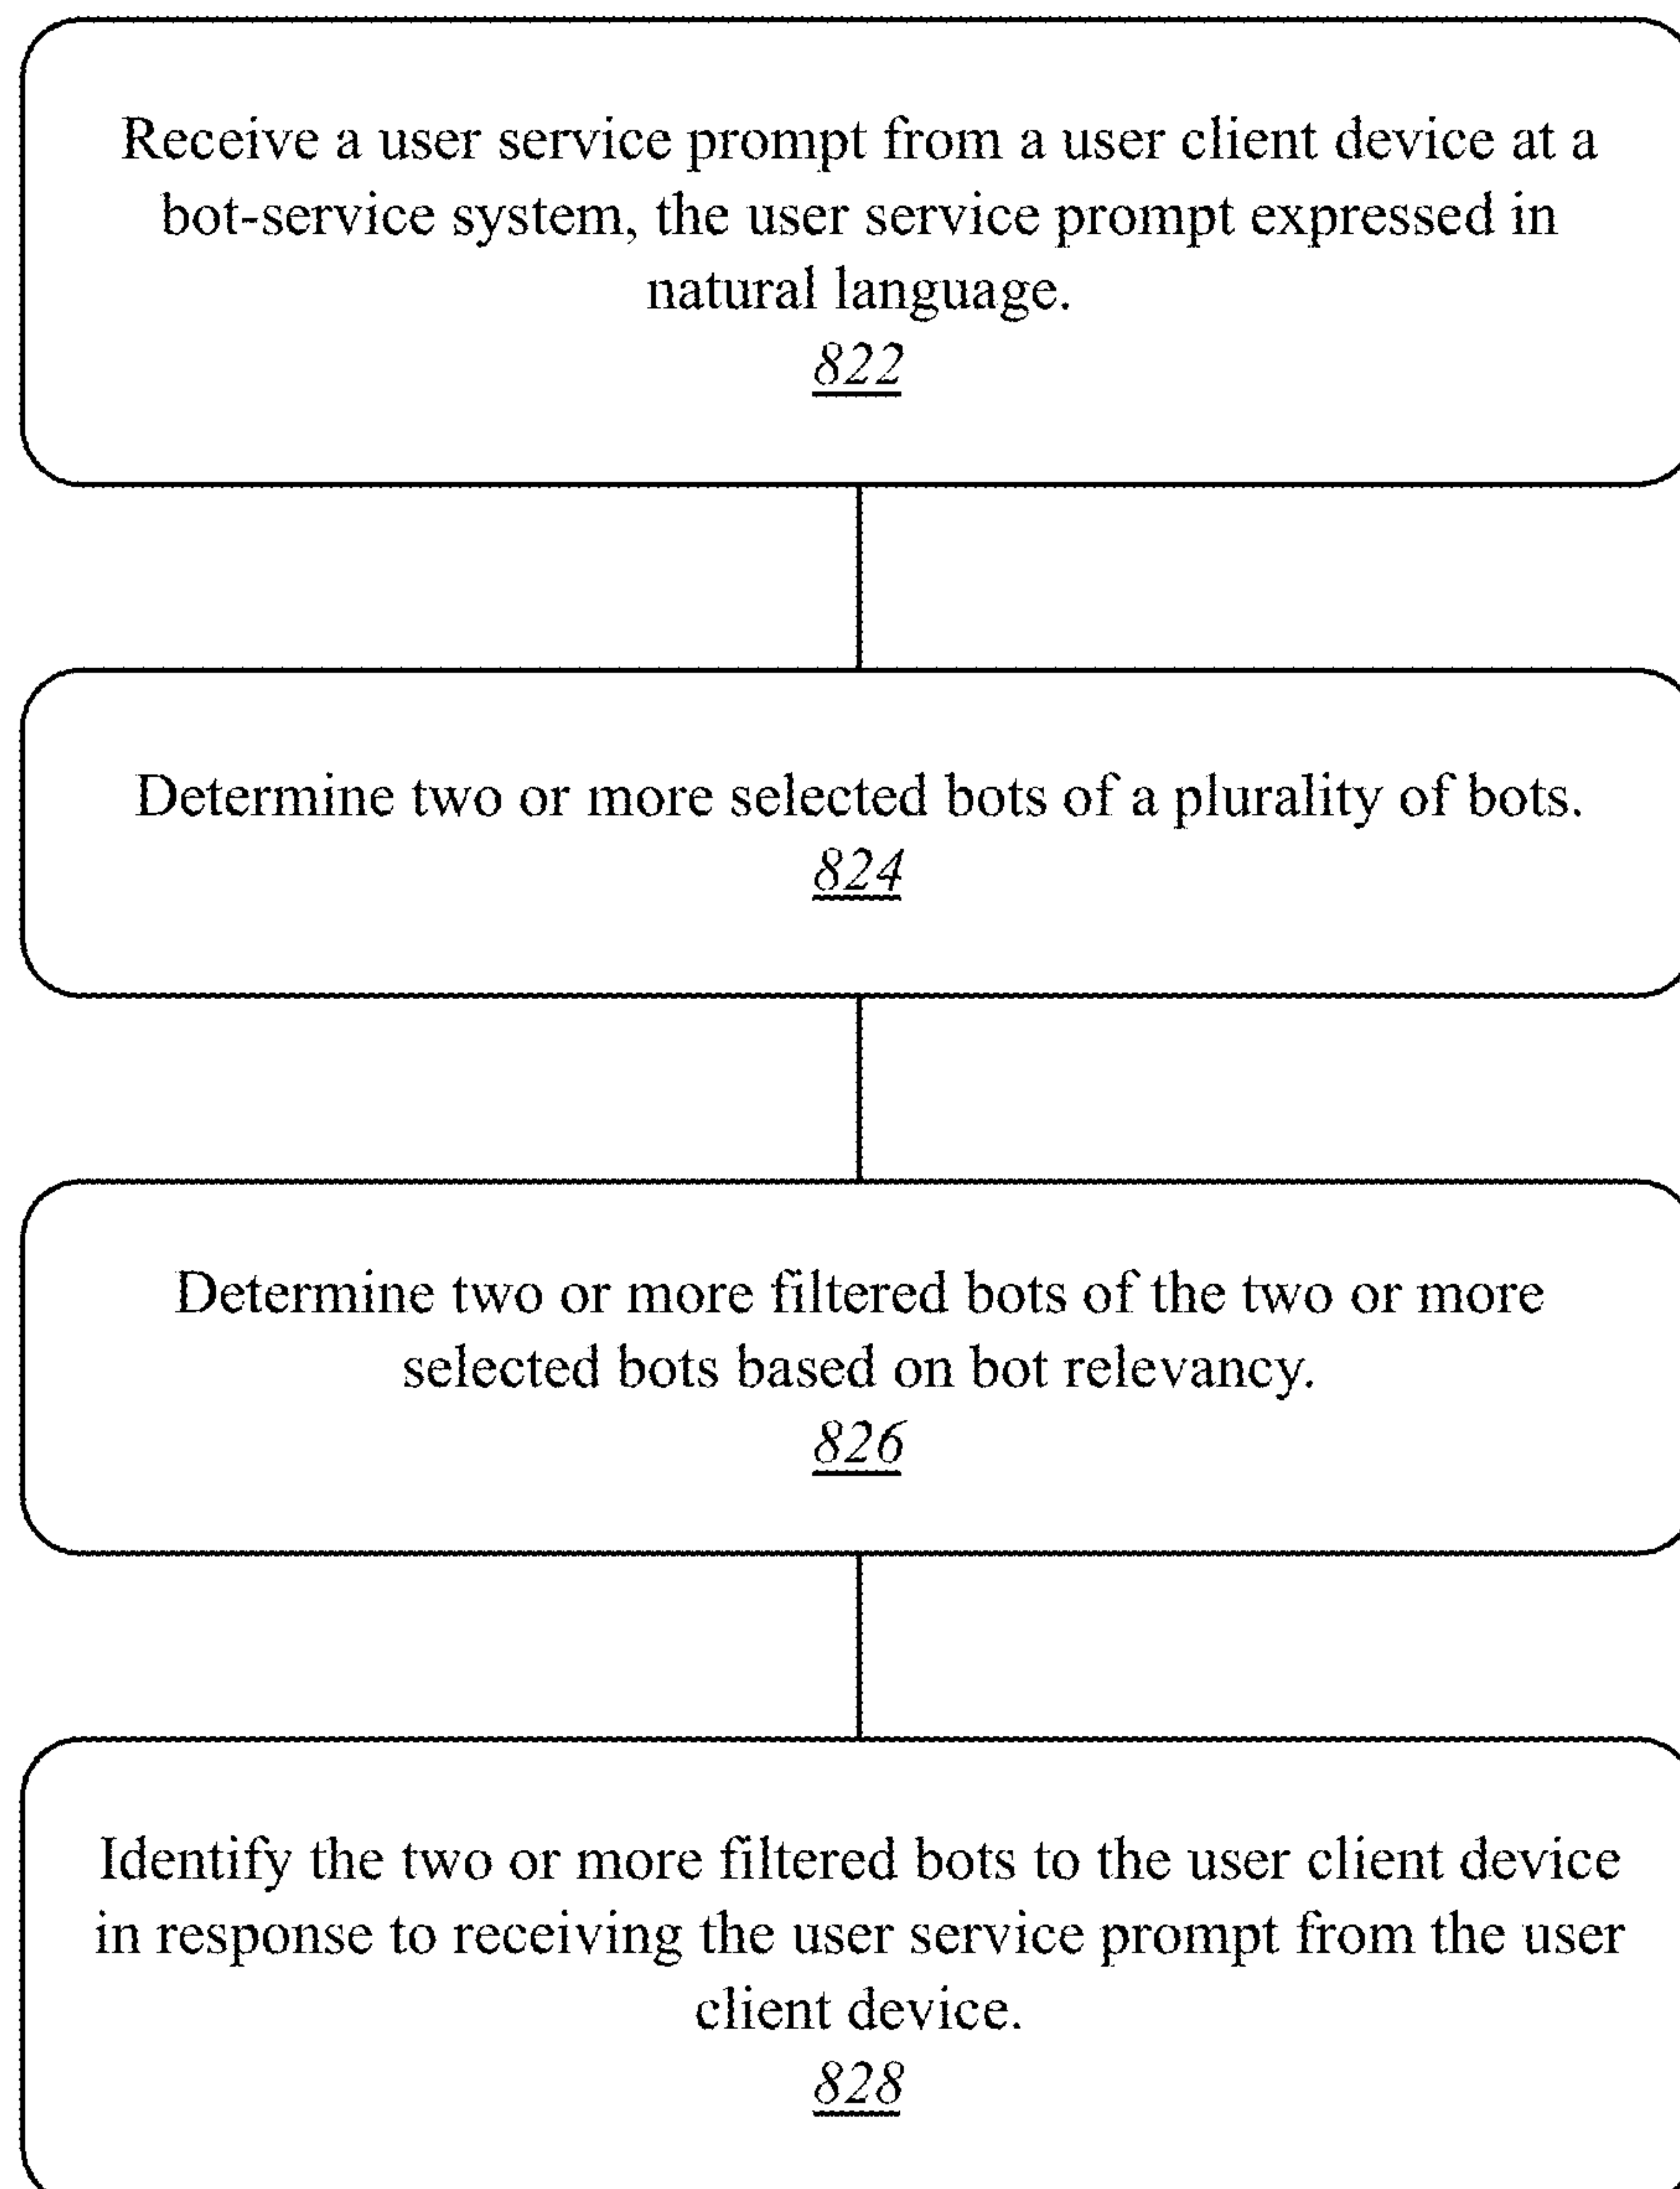 Receive a user service prompt from a user client device at a
bot-service system, the user service prompt expressed in
natural language.
822
Determine two or more selected bots of a plurality of bots.
824
Determine two or more filtered bots of the two or more
selected bots based on bot relevancy.
826
Identify the two or more filtered bots to the user client device
in response to receiving the user service prompt from the user
client device.
828